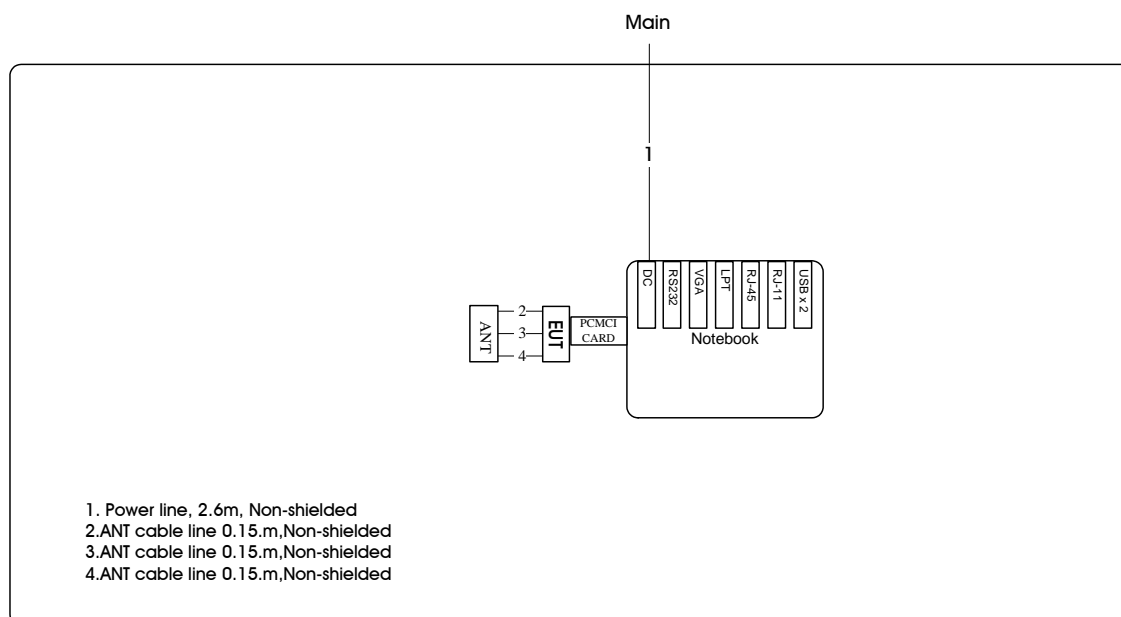 Main
1
DC
RS232
VGA
LPT
RJ-45
RJ-11
USB x 2
Notebook
ANT
2
3
4
EUT
PCMCI
CARD
1. Power line, 2.6m, Non-shielded
2.ANT cable line 0.15.m,Non-shielded
3.ANT cable line 0.15.m,Non-shielded
4.ANT cable line 0.15.m,Non-shielded